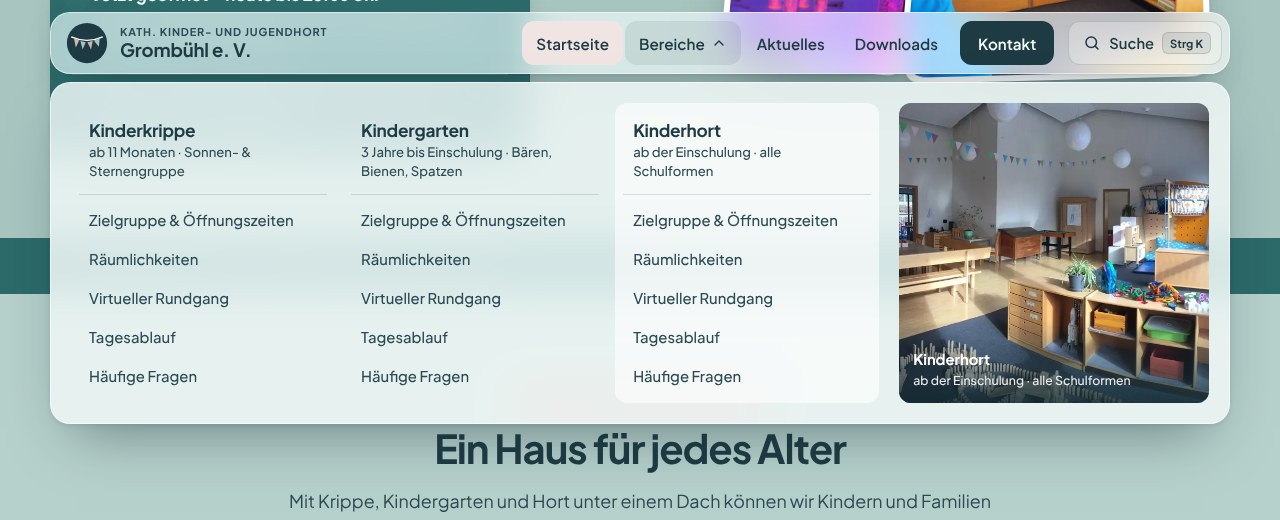 KATH. KINDER- UND JUGENDHORT
Grombühl e. V.
Startseite
Bereiche
Aktuelles
Downloads
Kontakt
Suche
Strg K
Kinderkrippe
ab 11 Monaten · Sonnen- &
Sternengruppe
Zielgruppe & Öffnungszeiten
Räumlichkeiten
Virtueller Rundgang
Tagesablauf
Häufige Fragen
Kindergarten
3 Jahre bis Einschulung · Bären,
Bienen, Spatzen
Zielgruppe & Öffnungszeiten
Räumlichkeiten
Virtueller Rundgang
Tagesablauf
Häufige Fragen
Kinderhort
ab der Einschulung · alle
Schulformen
Zielgruppe & Öffnungszeiten
Räumlichkeiten
Virtueller Rundgang
Tagesablauf
Häufige Fragen
Kinderhort
ab der Einschulung · alle Schulformen
Ein Haus für jedes Alter
Mit Krippe, Kindergarten und Hort unter einem Dach können wir Kindern und Familien